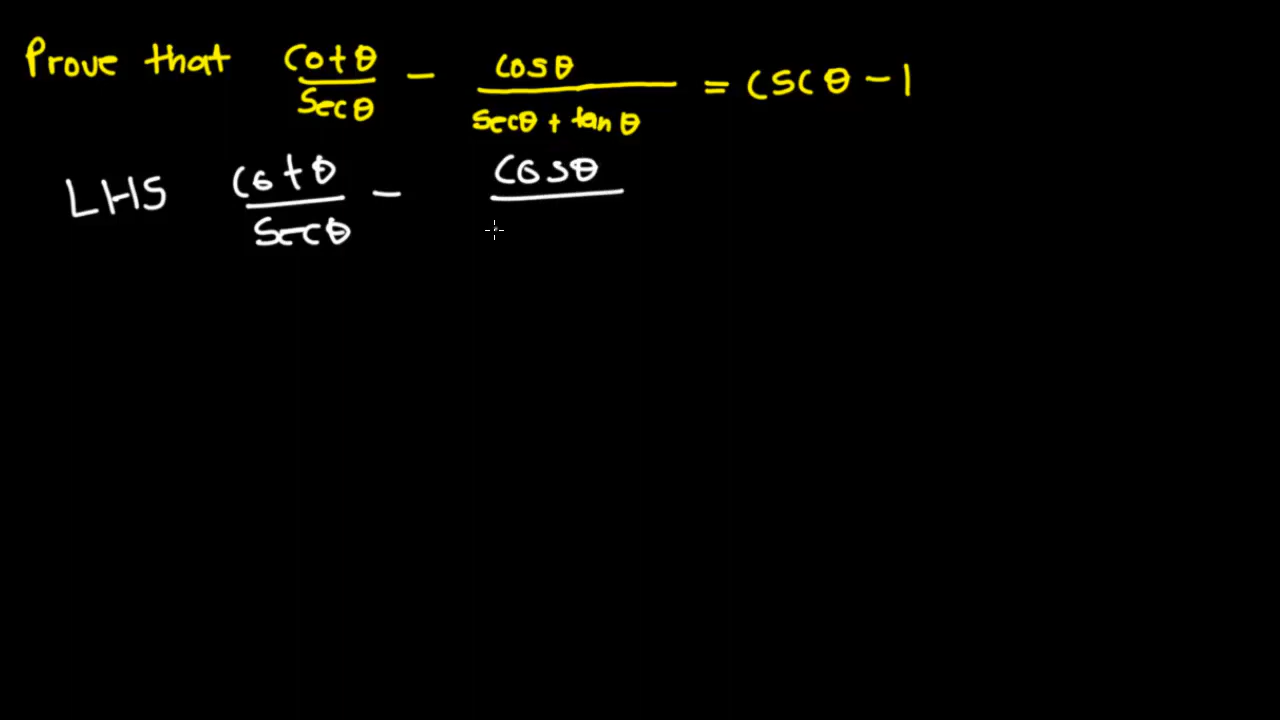 Prove that cotθ/secθ - cosθ/(secθ + tanθ) = cscθ - 1
LHS cotθ/secθ - cosθ/